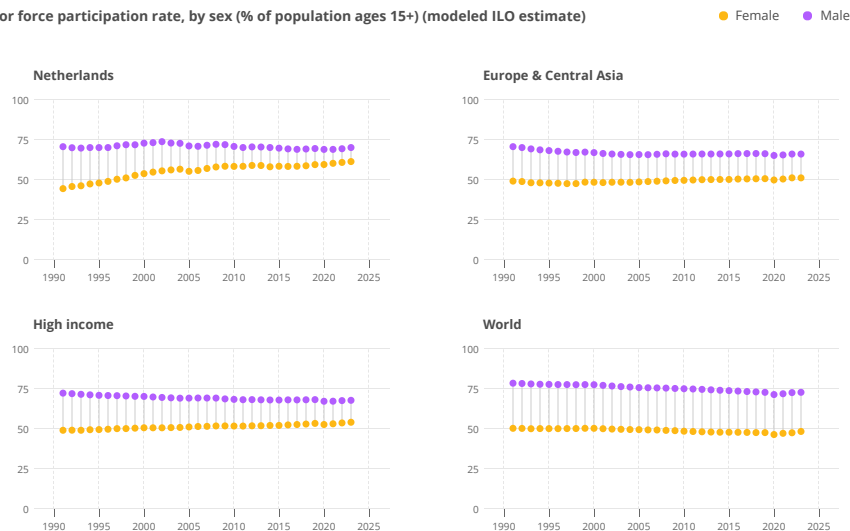 or force participation rate, by sex (% of population ages 15+) (modeled ILO estimate)
Female Male
Netherlands
100
75
50
25
0
1990 1995 2000 2005 2010 2015 2020 2025
Europe & Central Asia
100
75
50
25
0
1990 1995 2000 2005 2010 2015 2020 2025
High income
100
75
50
25
0
1990 1995 2000 2005 2010 2015 2020 2025
World
100
75
50
25
0
1990 1995 2000 2005 2010 2015 2020 2025